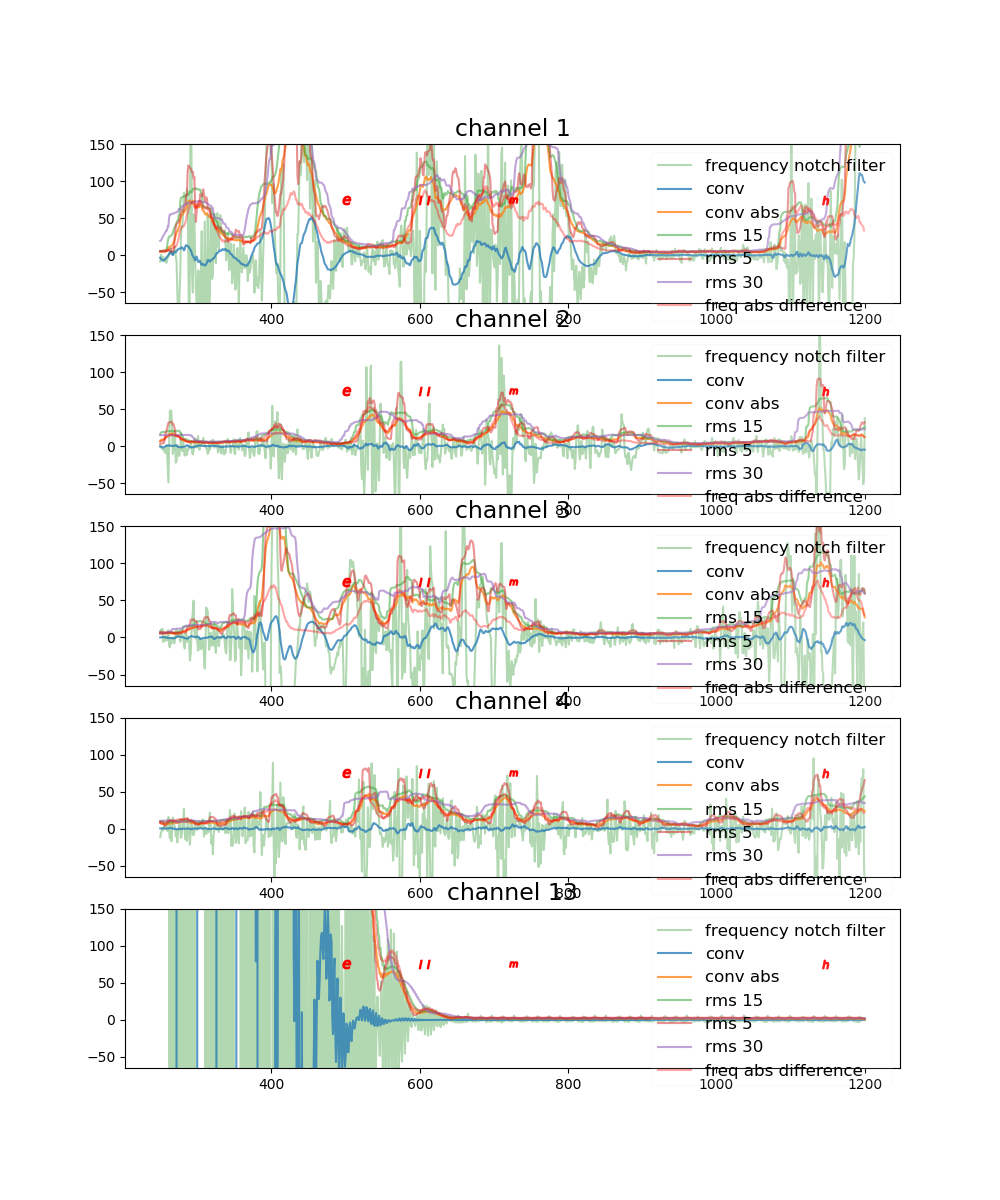 channel 1
150
100
50
0
−50
400
600
800
1000
1200
e
l l
m
h
frequency notch filter
conv
conv abs
rms 15
rms 5
rms 30
freq abs difference
channel 2
150
100
50
0
−50
400
600
800
1000
1200
e
l l
m
h
frequency notch filter
conv
conv abs
rms 15
rms 5
rms 30
freq abs difference
channel 3
150
100
50
0
−50
400
600
800
1000
1200
e
l l
m
h
frequency notch filter
conv
conv abs
rms 15
rms 5
rms 30
freq abs difference
channel 4
150
100
50
0
−50
400
600
800
1000
1200
e
l l
m
h
frequency notch filter
conv
conv abs
rms 15
rms 5
rms 30
freq abs difference
channel 13
150
100
50
0
−50
400
600
800
1000
1200
e
l l
m
h
frequency notch filter
conv
conv abs
rms 15
rms 5
rms 30
freq abs difference